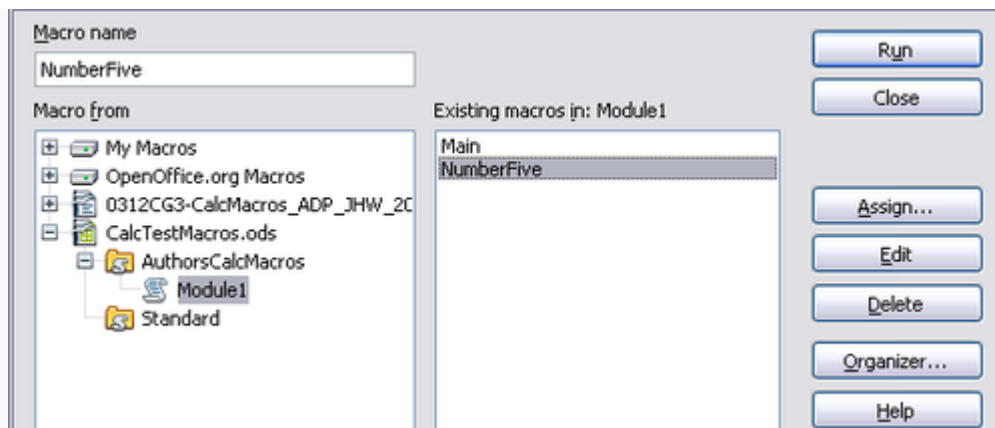 Macro name
NumberFive
Macro from
My Macros
OpenOffice.org Macros
0312CG3-CalcMacros_ADP_JHW_2C
CalcTestMacros.ods
AuthorsCalcMacros
Module1
Standard
Existing macros in: Module1
Main
NumberFive
Run
Close
Assign...
Edit
Delete
Organizer...
Help